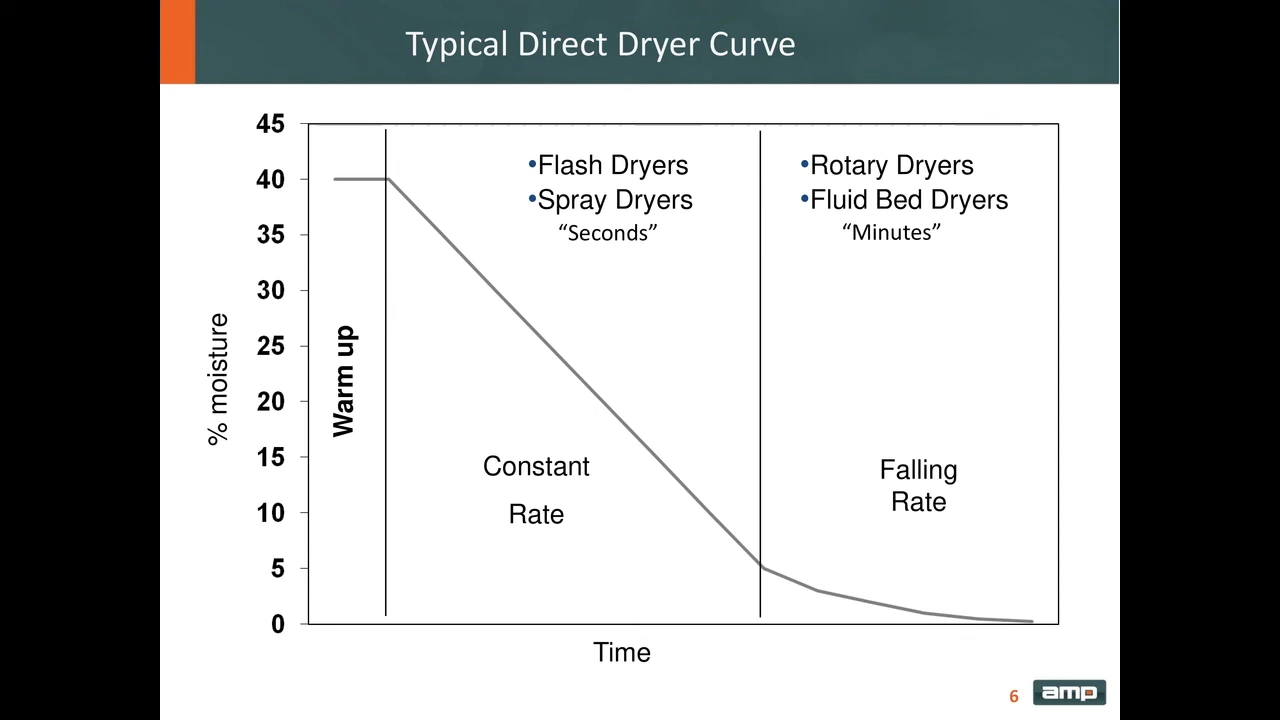 Typical Direct Dryer Curve
45
40
35
30
25
20
15
10
5
0
% moisture
Warm up
•Flash Dryers
•Spray Dryers
“Seconds”
Constant
Rate
•Rotary Dryers
•Fluid Bed Dryers
“Minutes”
Falling
Rate
Time
6
amp